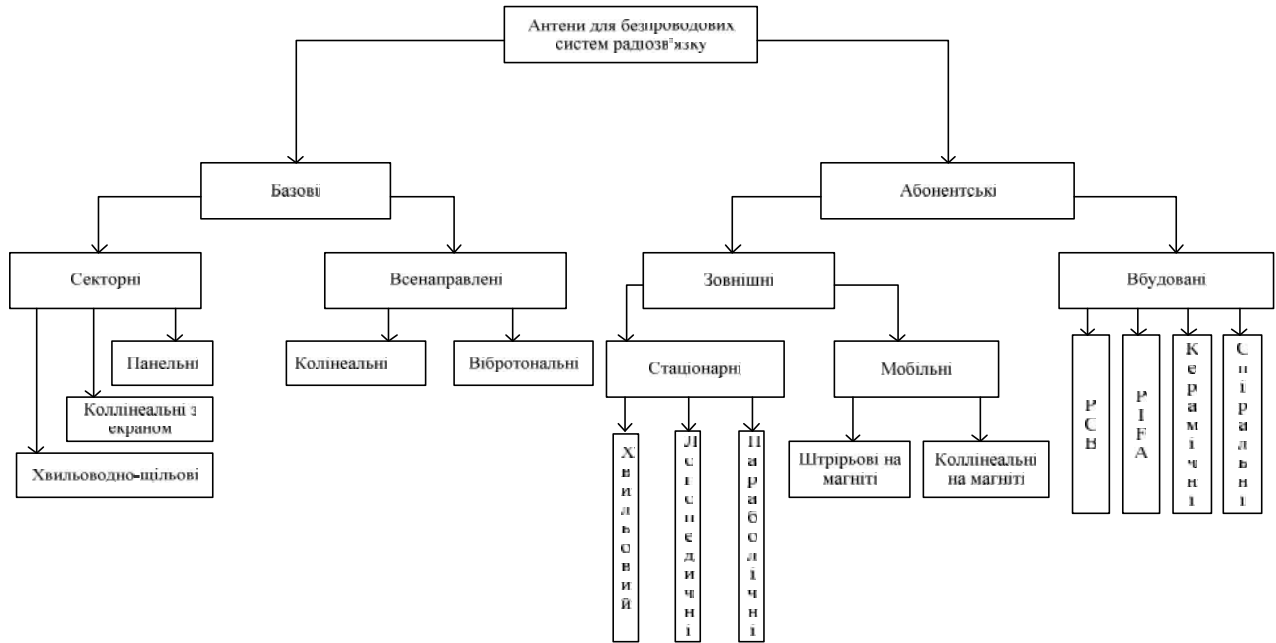 Антени для безпроводових
систем радіозв'язку
Базові
Абонентські
Секторні
Всенаправлені
Зовнішні
Вбудовані
Панельні
Колінеальні
Вібротональні
Стаціонарні
Мобільні
Коллінеальні з
екраном
Хвильоводно-щільові
Хвильовий
Параболічні
Штрірьові на
магніті
Коллінеальні
на магніті
PCB
PIFA
Керамічні
Спіральні